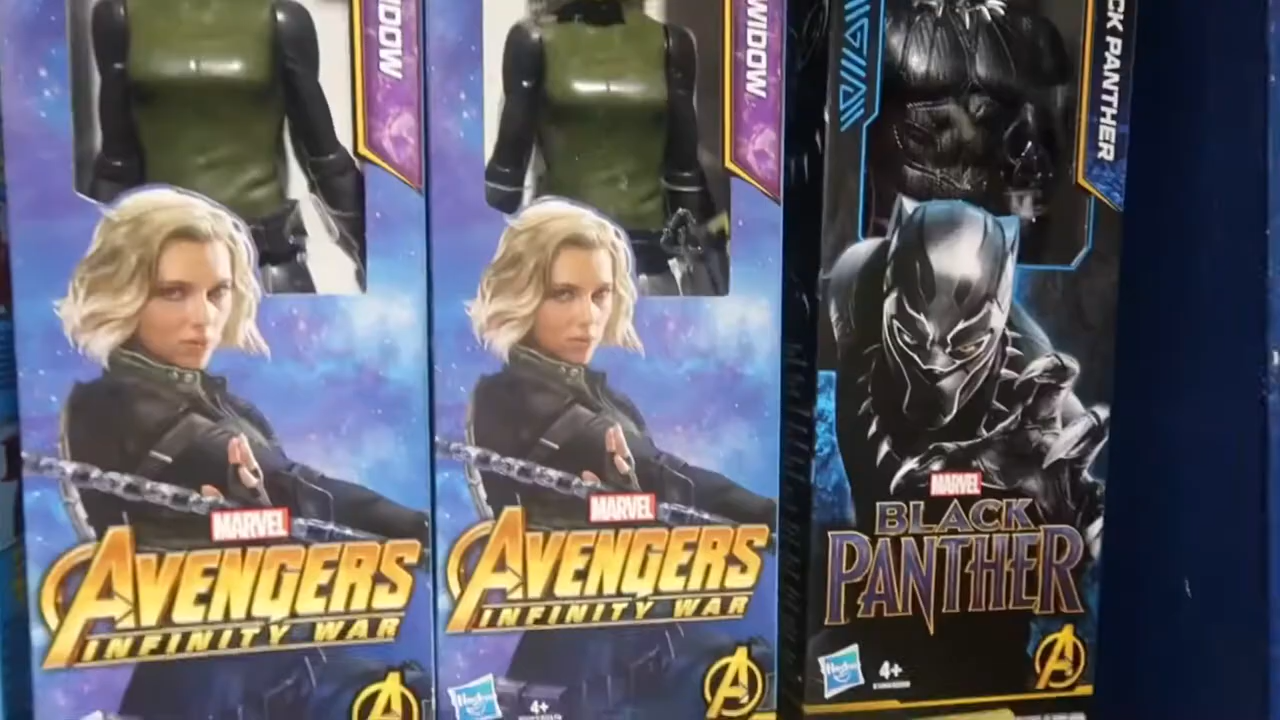 WIDOW
MARVEL
AVENGERS
INFINITY WAR
WIDOW
MARVEL
AVENGERS
INFINITY WAR
Hasbro
4+
CK PANTHER
MARVEL
BLACK
PANTHER
Hasbro
4+